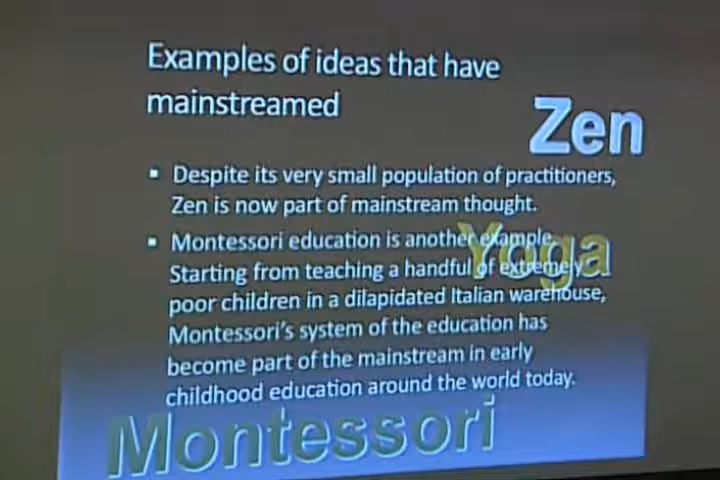 Examples of ideas that have
mainstreamed
Zen
▪ Despite its very small population of practitioners,
Zen is now part of mainstream thought.
▪ Montessori education is another example.
Yoga
Starting from teaching a handful of extremely
poor children in a dilapidated Italian warehouse,
Montessori's system of the education has
become part of the mainstream in early
childhood education around the world today.
Montessori